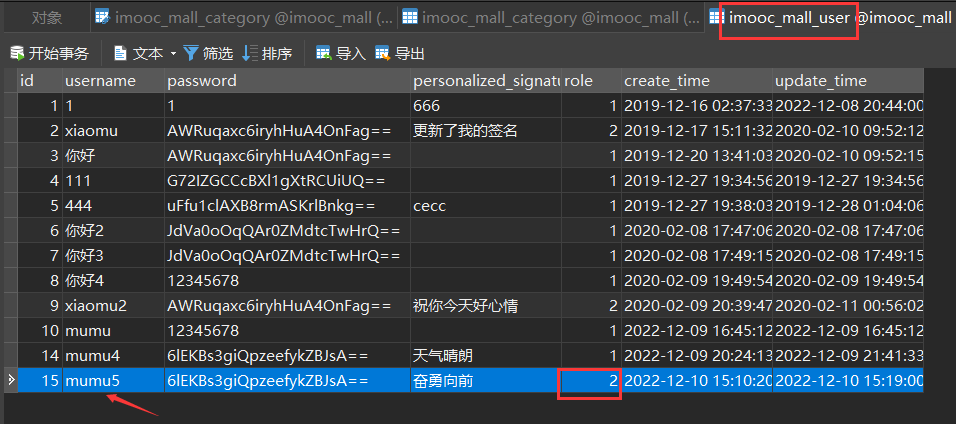 对象 imooc_mall_category @imooc_mall (... imooc_mall_category @imooc_mall (... imooc_mall_user @imooc_mall
开始事务 文本 筛选 排序 导入 导出
id username password personalized_signatu role create_time update_time
1 1 1 666 1 2019-12-16 02:37:33 2022-12-08 20:44:00
2 xiaomu AWRuqaxc6iryhHuA4OnFag== 更新了我的签名 2 2019-12-17 15:11:32 2020-02-10 09:52:12
3 你好 AWRuqaxc6iryhHuA4OnFag== 1 2019-12-20 13:41:03 2020-02-10 09:52:15
4 111 G72IZGCCcBXl1gXtRCUiUQ== 1 2019-12-27 19:34:56 2019-12-27 19:34:56
5 444 uFfu1clAXB8rmASKrlBnkg== cecc 1 2019-12-27 19:38:03 2019-12-28 01:04:06
6 你好2 JdVa0oOqQAr0ZMdtcTwHrQ== 1 2020-02-08 17:47:06 2020-02-08 17:47:06
7 你好3 JdVa0oOqQAr0ZMdtcTwHrQ== 1 2020-02-08 17:49:15 2020-02-08 17:49:15
8 你好4 12345678 1 2020-02-09 19:49:54 2020-02-09 19:49:54
9 xiaomu2 AWRuqaxc6iryhHuA4OnFag== 祝你今天好心情 2 2020-02-09 20:39:47 2020-02-11 00:56:02
10 mumu 12345678 1 2022-12-09 16:45:12 2022-12-09 16:45:12
14 mumu4 6lEKBs3giQpzeefykZBJsA== 天气晴朗 1 2022-12-09 20:24:13 2022-12-09 21:41:33
15 mumu5 6lEKBs3giQpzeefykZBJsA== 奋勇向前 2 2022-12-10 15:10:20 2022-12-10 15:19:00